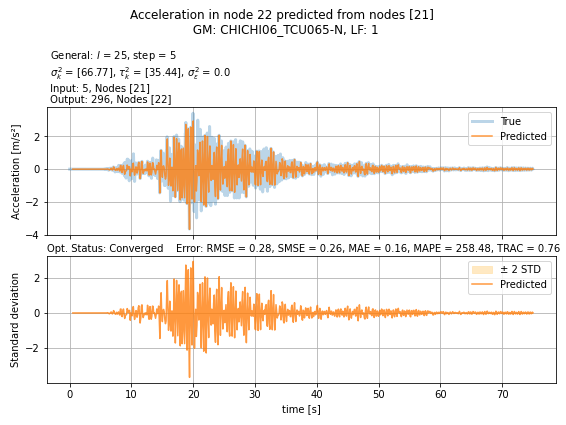 Acceleration in node 22 predicted from nodes [21]
GM: CHICHI06_TCU065-N, LF: 1
General: l = 25, step = 5
σ²ₖ = [66.77], τ²ₖ = [35.44], σ²_ε = 0.0
Input: 5, Nodes [21]
Output: 296, Nodes [22]
Acceleration [m/s²]
2
0
−2
−4
True
Predicted
Opt. Status: Converged Error: RMSE = 0.28, SMSE = 0.26, MAE = 0.16, MAPE = 258.48, TRAC = 0.76
Standard deviation
2
0
−2
± 2 STD
Predicted
0 10 20 30 40 50 60 70
time [s]